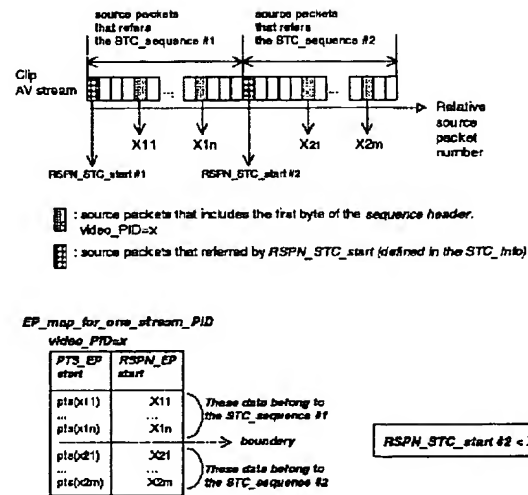 source packets
that refers
the STC_sequence #1
source packets
that refers
the STC_sequence #2
Clip
AV stream
...
...
Relative
source
packet
number
X11
X1n
X21
X2m
RSPN_STC_start #1
RSPN_STC_start #2
: source packets that includes the first byte of the sequence header.
video_PID=x
: source packets that referred by RSPN_STC_start (defined in the STC_Info)
EP_map_for_one_stream_PID
video_PID=x
PTS_EP start
RSPN_EP start
pts(x11) X11
... ...
pts(x1n) X1n
These data belong to
the STC_sequence #1
boundary
pts(x21) X21
... ...
pts(x2m) X2m
These data belong to
the STC_sequence #2
RSPN_STC_start #2 <